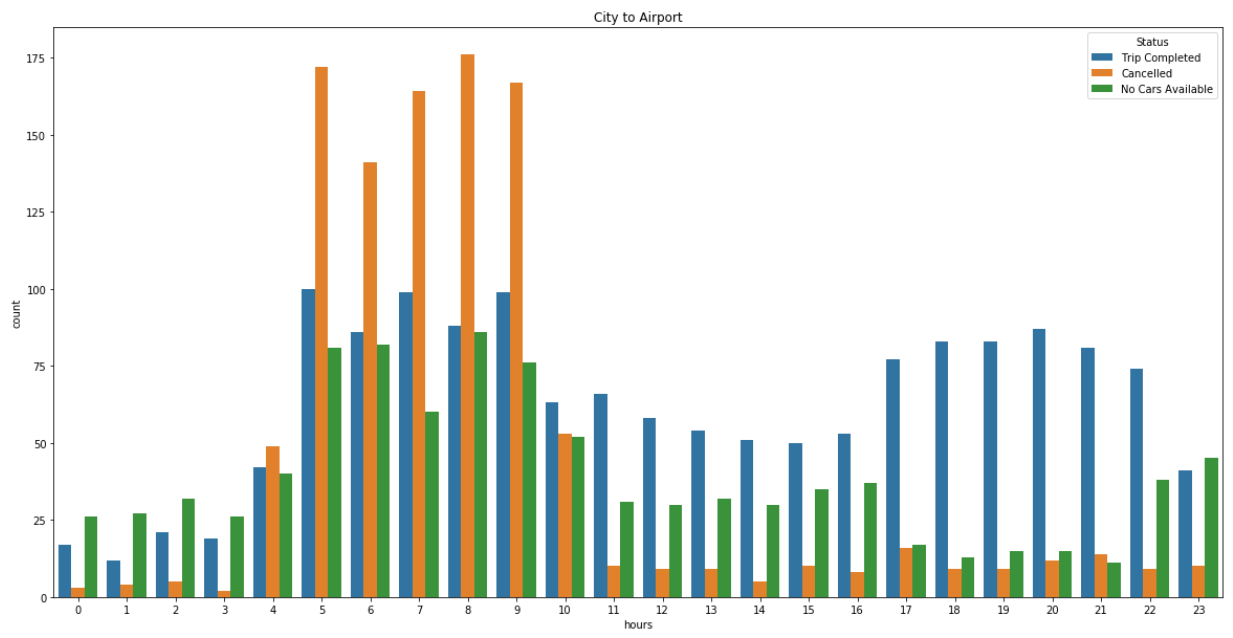 City to Airport
Status
Trip Completed
Cancelled
No Cars Available
175
150
125
100
75
50
25
0
count
0 1 2 3 4 5 6 7 8 9 10 11 12 13 14 15 16 17 18 19 20 21 22 23
hours